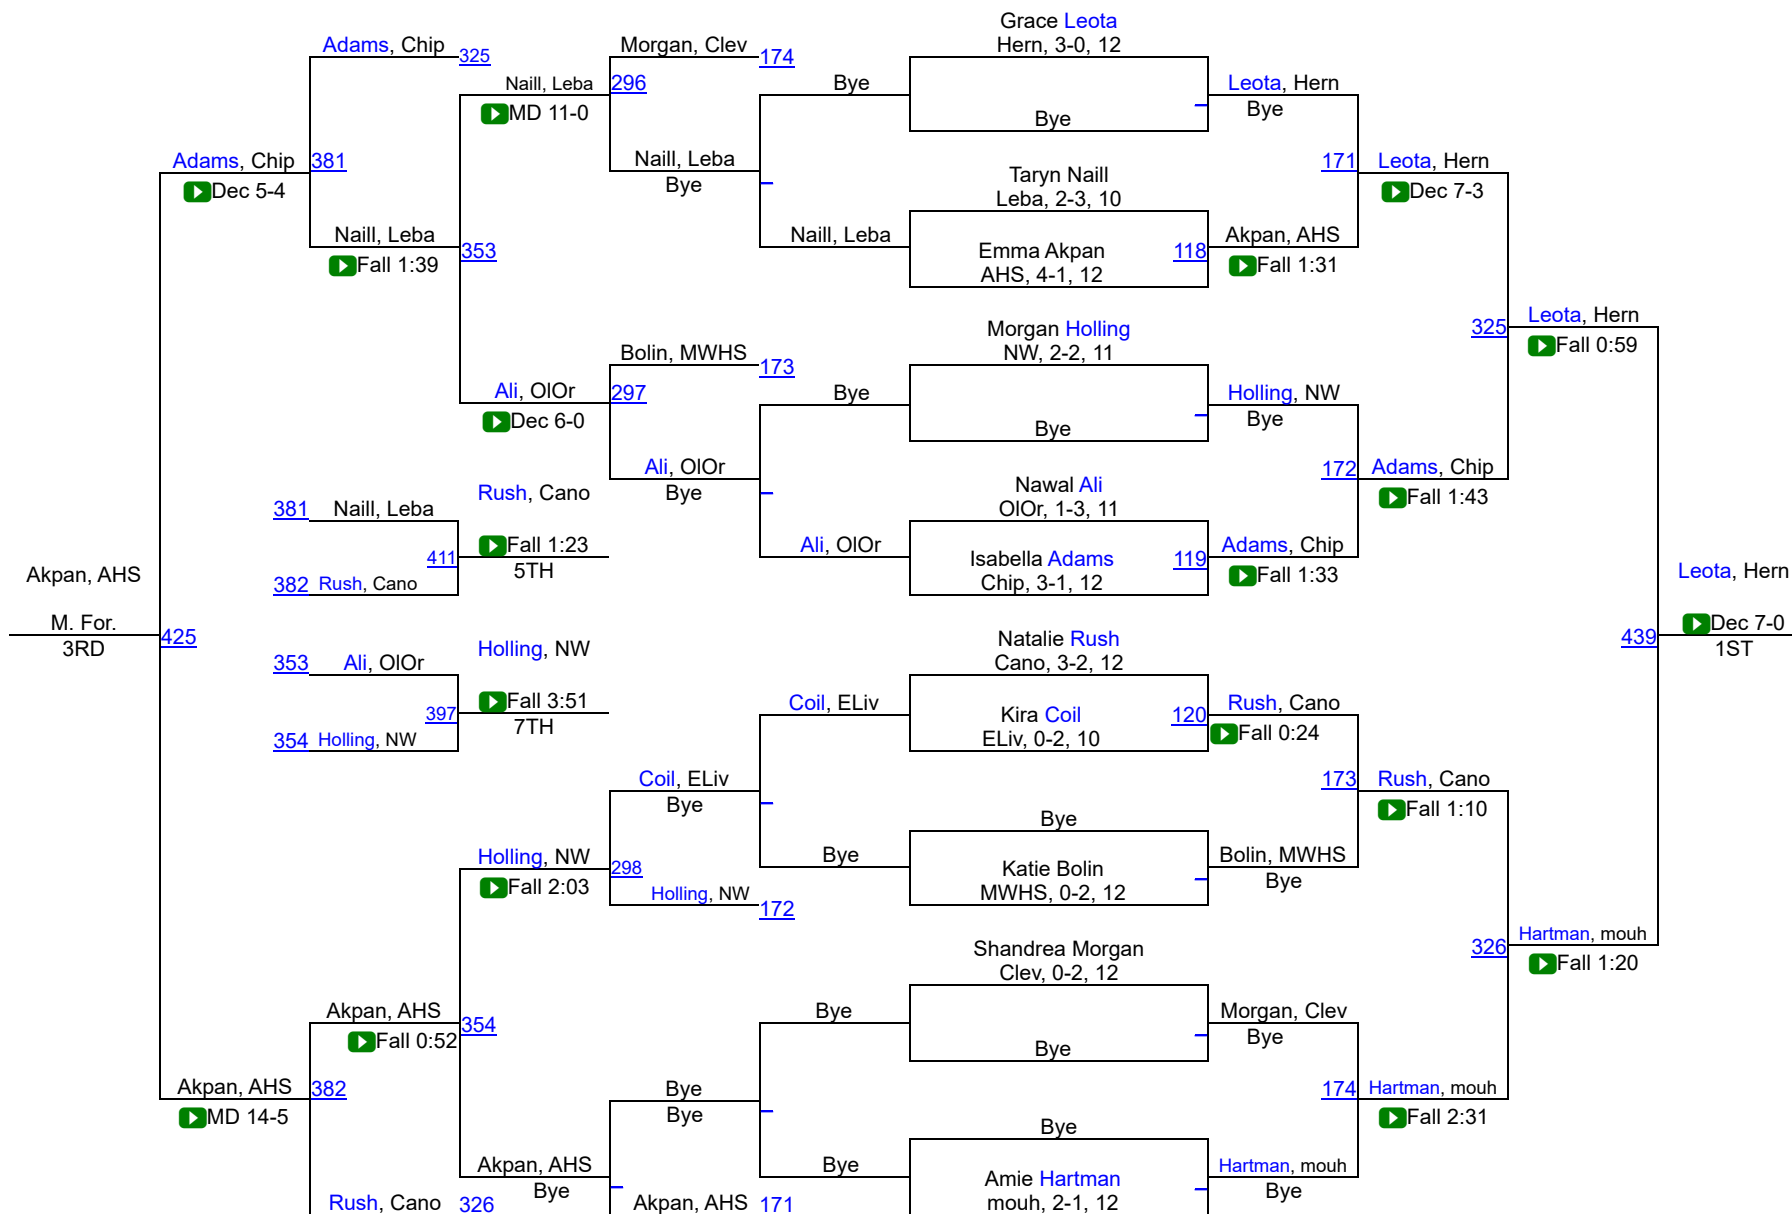 Grace Leota
Adams, Chip
325
Morgan, Clev
174
Hern, 3-0, 12
Naill, Leba
296
Bye
Leota, Hern
MD 11-0
Bye
Bye
Adams, Chip
381
Naill, Leba
171
Leota, Hern
Dec 5-4
Bye
Taryn Naill
Dec 7-3
Leba, 2-3, 10
Naill, Leba
353
Naill, Leba
Emma Akpan
118
Akpan, AHS
Fall 1:39
AHS, 4-1, 12
Fall 1:31
Morgan Holling
325
Leota, Hern
Bolin, MWHS
173
NW, 2-2, 11
Fall 0:59
Ali, OlOr
297
Bye
Holling, NW
Dec 6-0
Bye
Bye
Ali, OlOr
172
Adams, Chip
Rush, Cano
Bye
Nawal Ali
Fall 1:43
381
Naill, Leba
OlOr, 1-3, 11
Fall 1:23
411
Ali, OlOr
Isabella Adams
119
Adams, Chip
5TH
Akpan, AHS
382
Rush, Cano
Chip, 3-1, 12
Fall 1:33
Leota, Hern
M. For.
425
Natalie Rush
439
Dec 7-0
3RD
Holling, NW
1ST
353
Ali, OlOr
Cano, 3-2, 12
Fall 3:51
Coil, ELiv
Kira Coil
120
Rush, Cano
397
7TH
354
Holling, NW
ELiv, 0-2, 10
Fall 0:24
Coil, ELiv
173
Rush, Cano
Bye
Bye
Fall 1:10
Holling, NW
298
Bye
Katie Bolin
Bolin, MWHS
Fall 2:03
Holling, NW
172
MWHS, 0-2, 12
Bye
Shandrea Morgan
326
Hartman, mouh
Clev, 0-2, 12
Fall 1:20
Akpan, AHS
354
Bye
Morgan, Clev
Fall 0:52
Bye
Bye
Akpan, AHS
382
Bye
174
Hartman, mouh
MD 14-5
Bye
Bye
Fall 2:31
Akpan, AHS
Bye
Amie Hartman
Hartman, mouh
Bye
Bye
Rush, Cano
326
Akpan, AHS
171
mouh, 2-1, 12